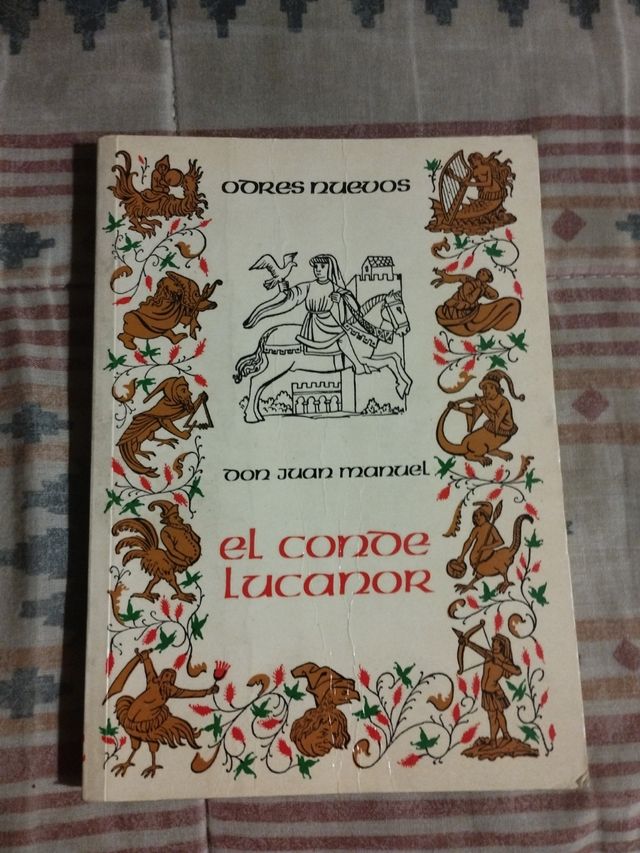 odres nuevos
don juan manuel
el conde
lucanor